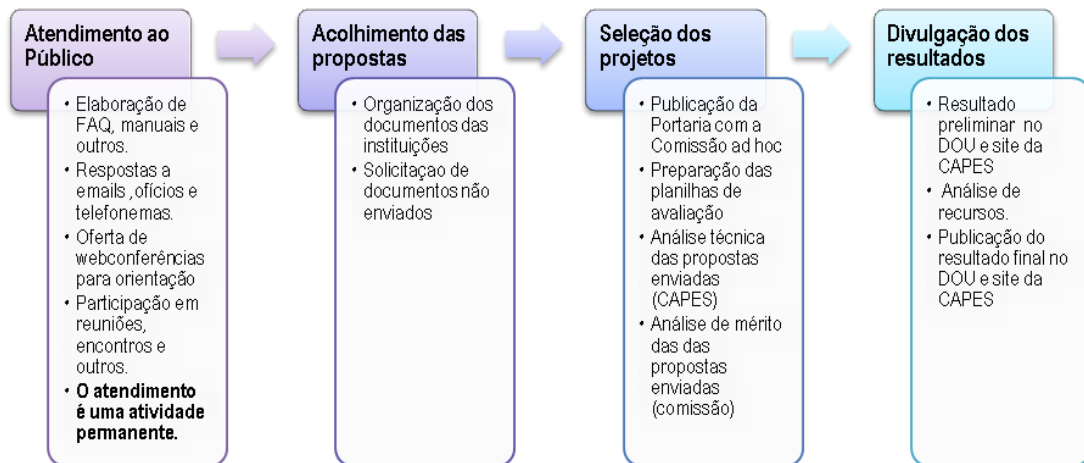 Atendimento ao
Público
• Elaboração de
FAQ, manuais e
outros.
• Respostas a
emails ,ofícios e
telefonemas.
• Oferta de
webconferências
para orientação
• Participação em
reuniões,
encontros e
outros.
• O atendimento
é uma atividade
permanente.
Acolhimento das
propostas
• Organização dos
documentos das
instituições
• Solicitaçao de
documentos não
enviados
Seleção dos
projetos
• Publicação da
Portaria com a
Comissão ad hoc
• Preparação das
planilhas de
avaliação
• Análise técnica
das propostas
enviadas
(CAPES)
• Análise de mérito
das das
propostas
enviadas
(comissão)
Divulgação dos
resultados
• Resultado
preliminar no
DOU e site da
CAPES
• Análise de
recursos.
• Publicação do
resultado final no
DOU e site da
CAPES